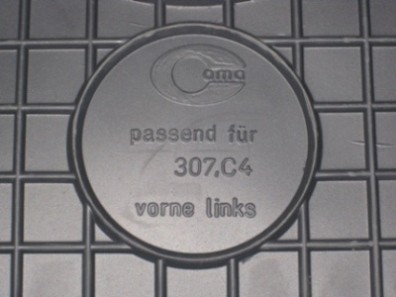 Cama
passend für
307,C4
vorne links